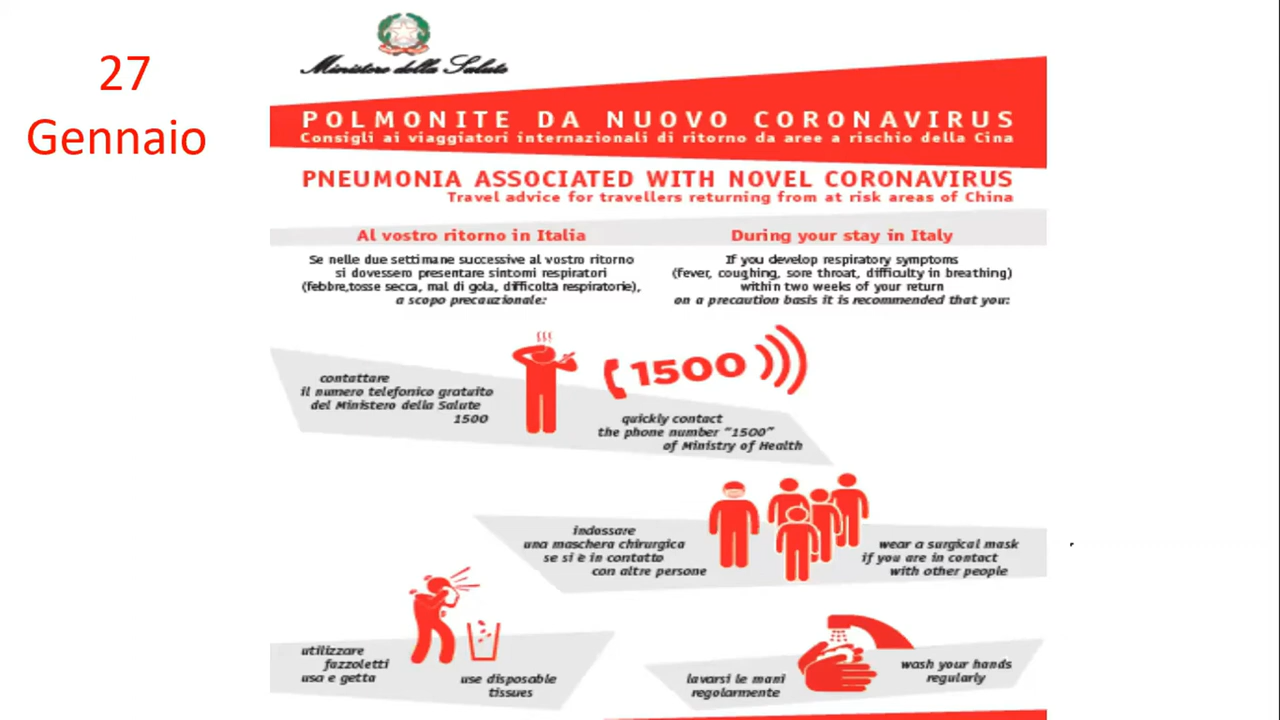 27
Gennaio
Ministero della Salute
POLMONITE DA NUOVO CORONAVIRUS
Consigli ai viaggiatori internazionali di ritorno da aree a rischio della Cina
PNEUMONIA ASSOCIATED WITH NOVEL CORONAVIRUS
Travel advice for travellers returning from at risk areas of China
Al vostro ritorno in Italia
Se nelle due settimane successive al vostro ritorno
si dovessero presentare sintomi respiratori
(febbre,tosse secca, mal di gola, difficoltà respiratorie),
a scopo precauzionale:
During your stay in Italy
If you develop respiratory symptoms
(fever, coughing, sore throat, difficulty in breathing)
within two weeks of your return
on a precaution basis it is recommended that you:
contattare
il numero telefonico gratuito
del Ministero della Salute
1500
1500
quickly contact
the phone number “1500”
of Ministry of Health
indossare
una maschera chirurgica
se si è in contatto
con altre persone
wear a surgical mask
if you are in contact
with other people
utilizzare
fazzoletti
usa e getta
use disposable
tissues
lavarsi le mani
regolarmente
wash your hands
regularly